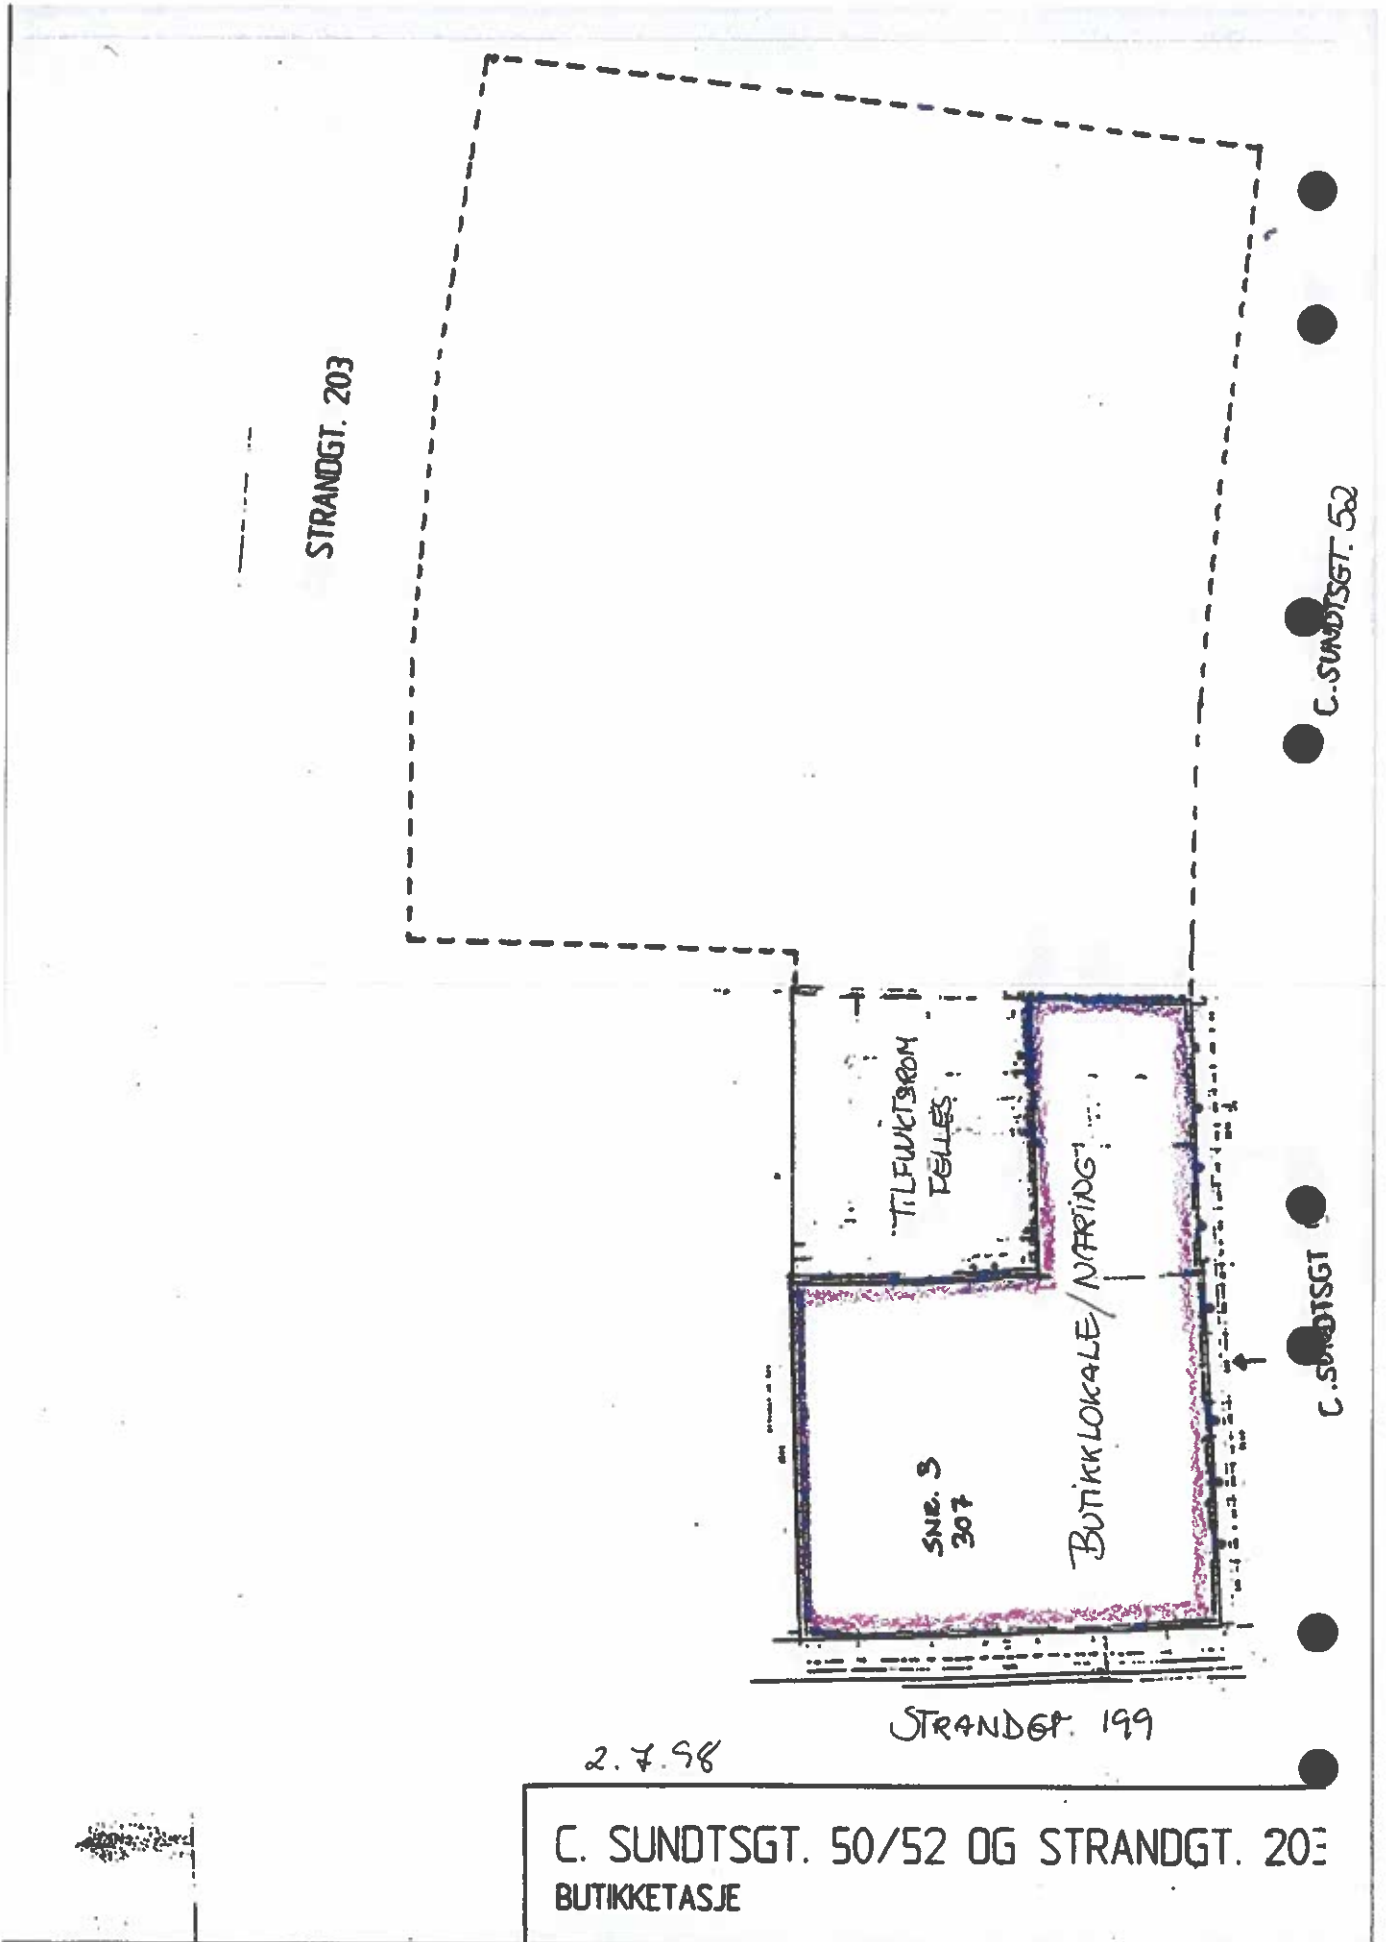 STRANDGT. 203
C. SUNDTSGT. 52
TILFLUKTSROM
FELLES
SNR. 3
307
BUTIKKLOKALE/NÆRING
C. SUNDTSGT
STRANDGT. 199
2.7.98
C. SUNDTSGT. 50/52 OG STRANDGT. 203
BUTIKKETASJE